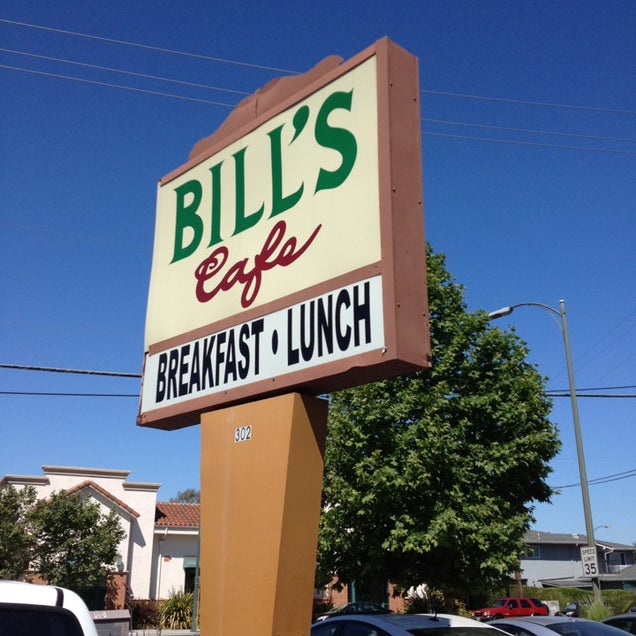 BILL'S
Cafe
BREAKFAST • LUNCH
302
SPEED
LIMIT
35